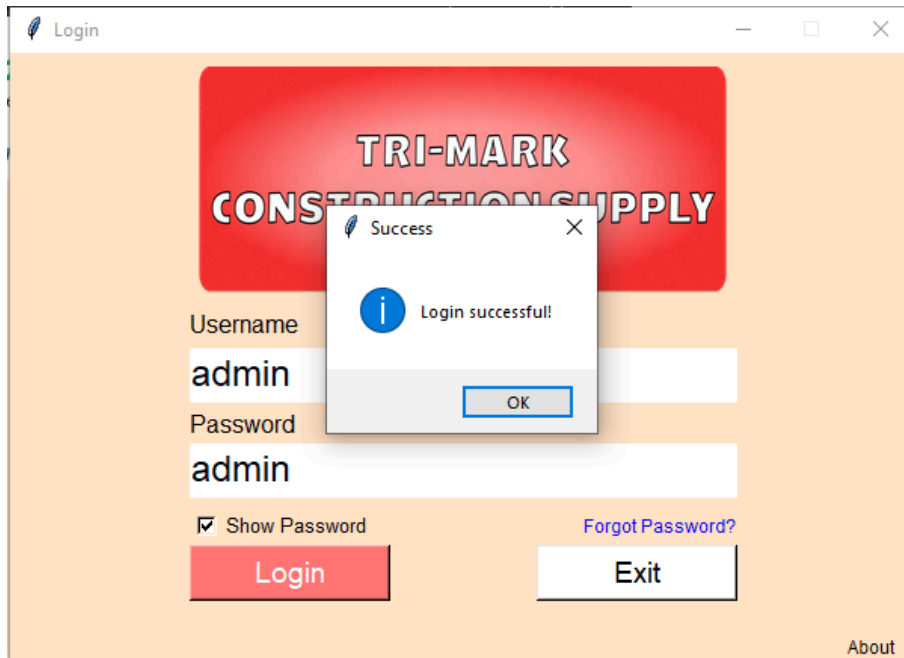 Login
TRI-MARK
CONSTRUCTION SUPPLY
Success
Login successful!
OK
Username
admin
Password
admin
Show Password
Forgot Password?
Login
Exit
About